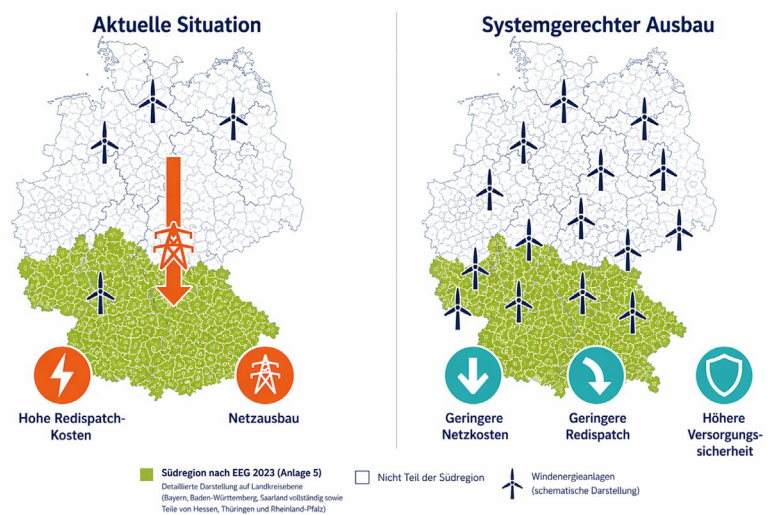 Aktuelle Situation
Hohe Redispatch-
Kosten
Netzausbau
Systemgerechter Ausbau
Geringere
Netzkosten
Geringere
Redispatch
Höhere
Versorgungs-
sicherheit
Südregion nach EEG 2023 (Anlage 5)
Detaillierte Darstellung auf Landkreisebene
(Bayern, Baden-Württemberg, Saarland vollständig sowie
Teile von Hessen, Thüringen und Rheinland-Pfalz)
Nicht Teil der Südregion
Windenergieanlagen
(schematische Darstellung)